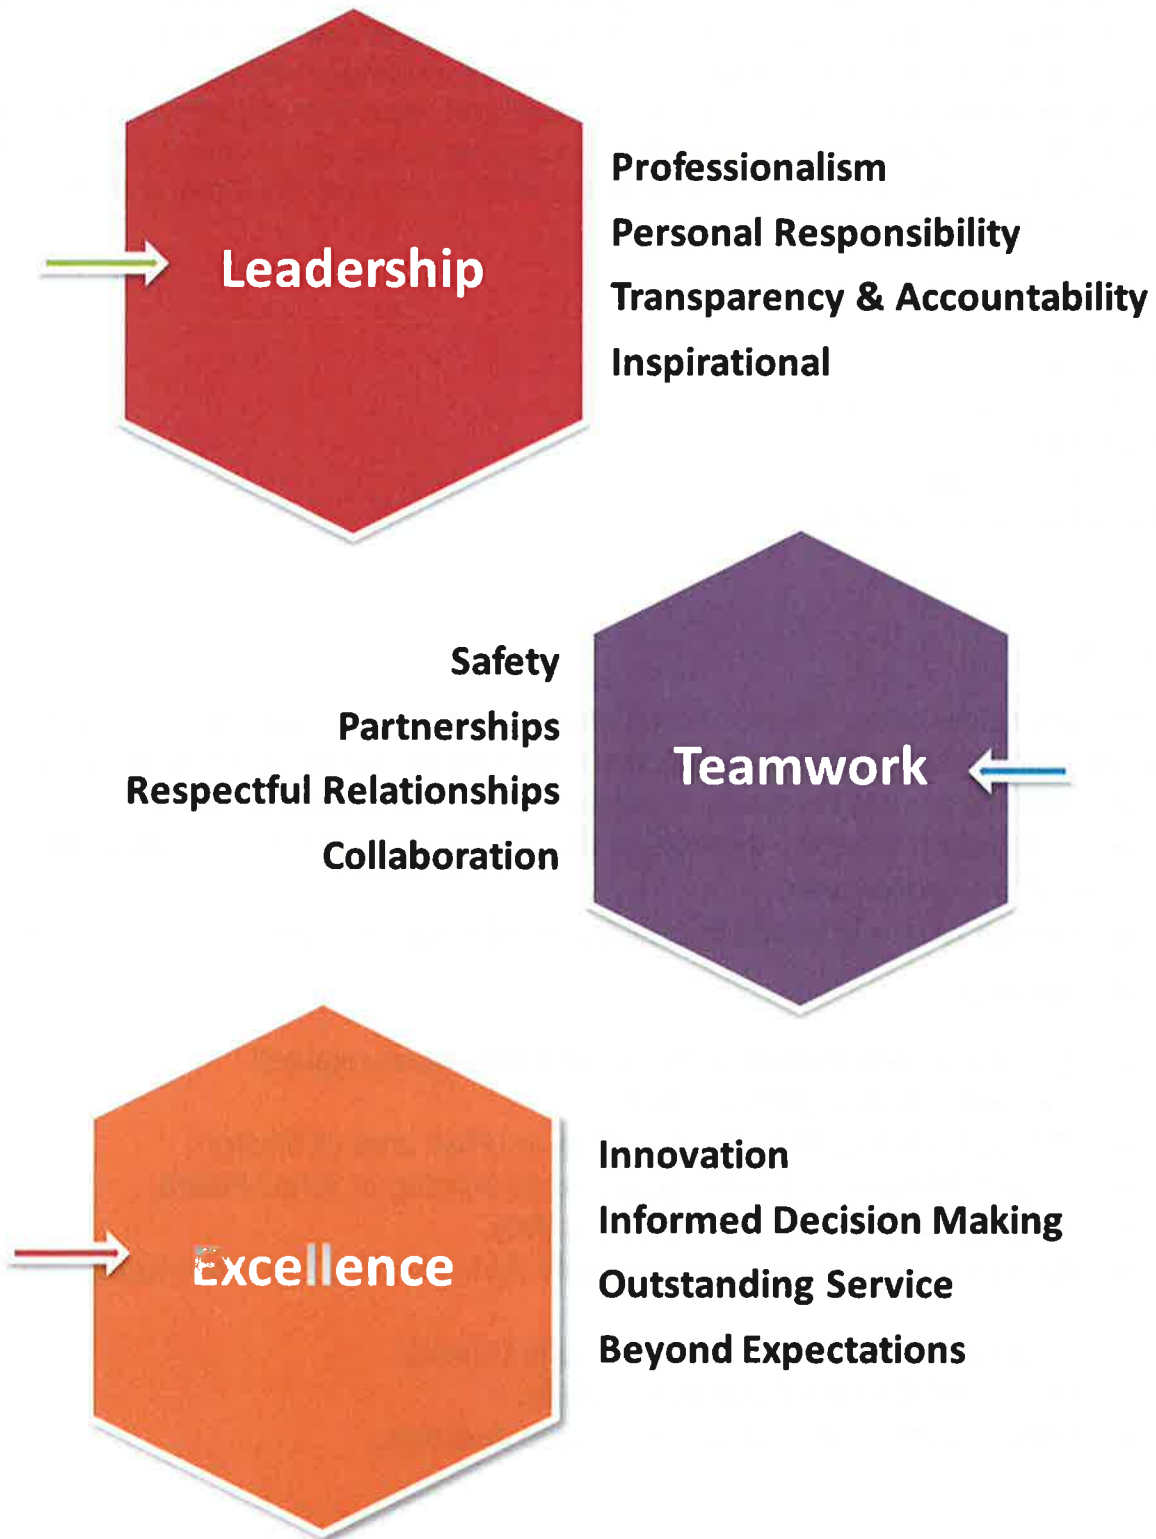 Leadership
Professionalism
Personal Responsibility
Transparency & Accountability
Inspirational
Safety
Partnerships
Respectful Relationships
Collaboration
Teamwork
Excellence
Innovation
Informed Decision Making
Outstanding Service
Beyond Expectations